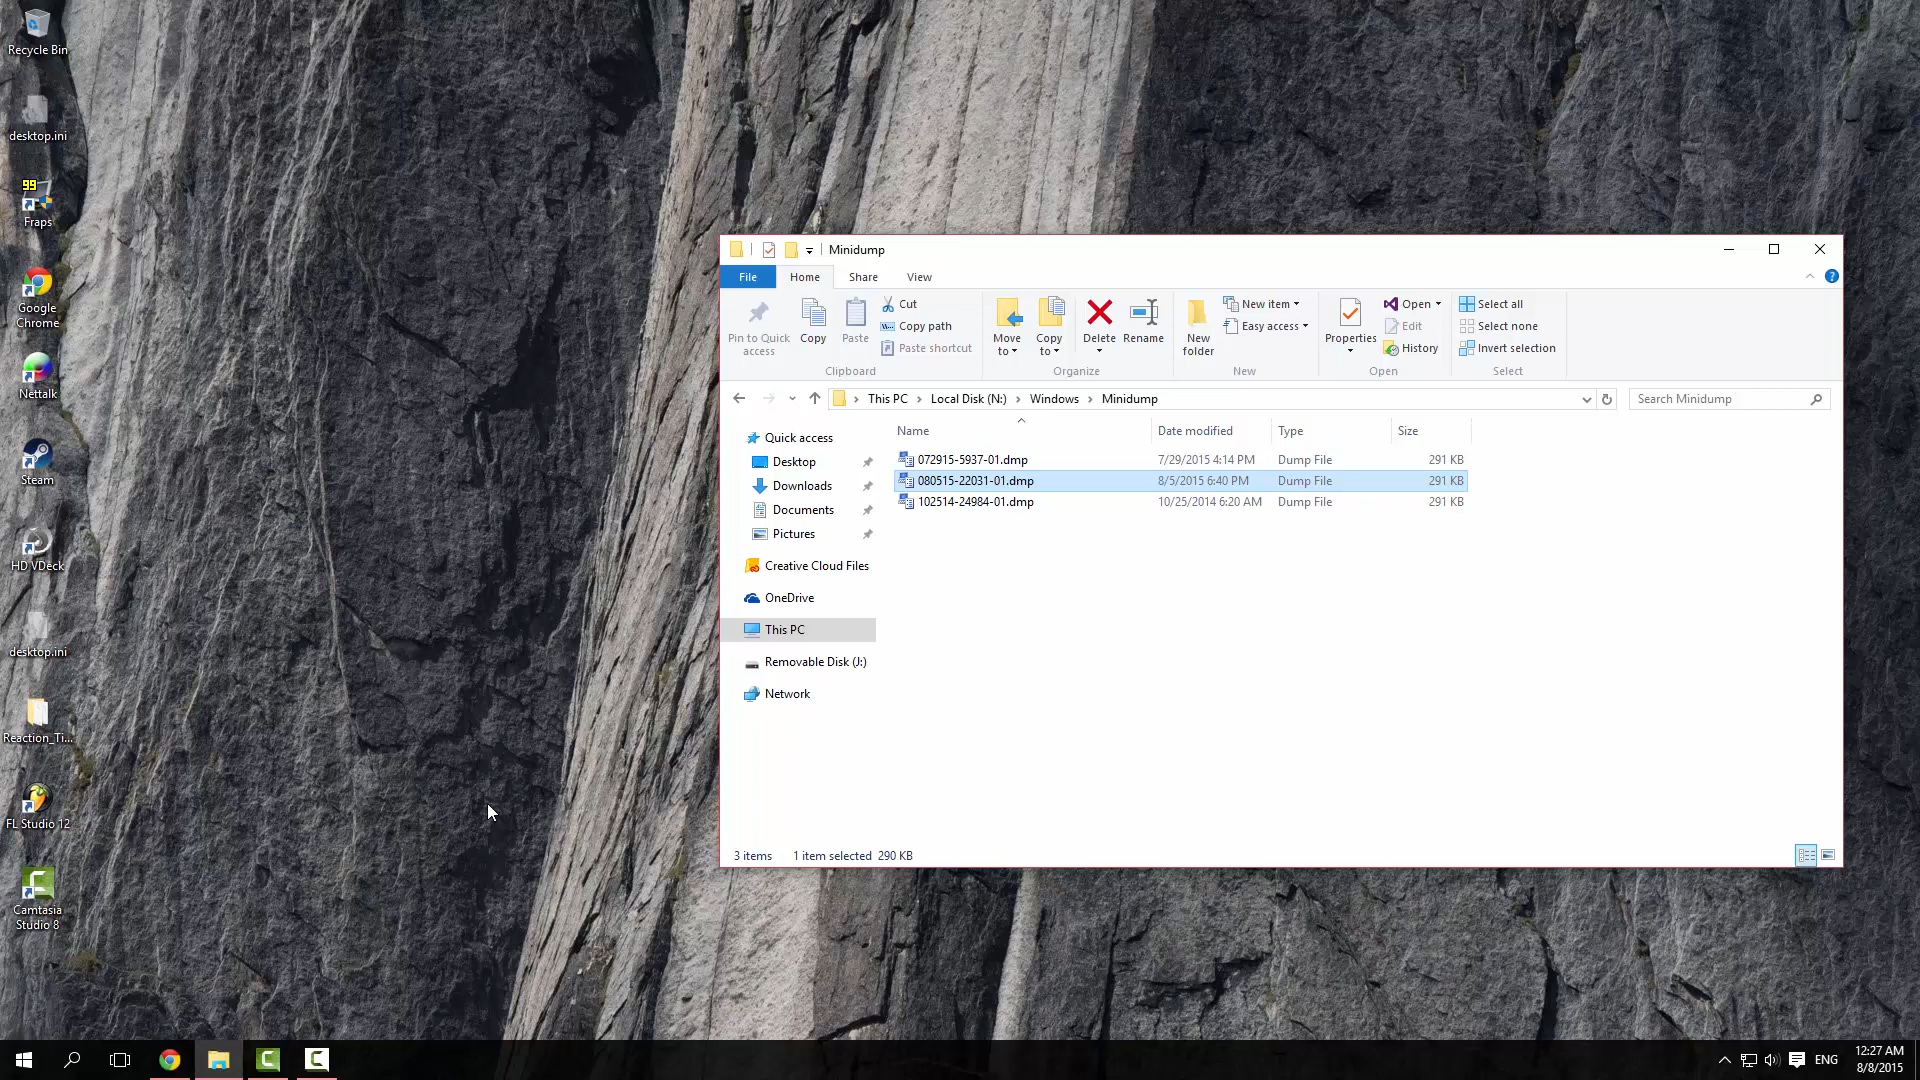 Recycle Bin
desktop.ini
99
Fraps
Google
Chrome
Nettalk
Steam
HD VDeck
desktop.ini
Reaction_Ti...
FL Studio 12
Camtasia
Studio 8
Minidump
File Home Share View
Pin to Quick
access
Copy
Paste
Cut
Copy path
Paste shortcut
Clipboard
Move
to
Copy
to
Delete
Rename
Organize
New
folder
New item
Easy access
New
Properties
Open
Edit
History
Open
Select all
Select none
Invert selection
Select
This PC > Local Disk (N:) > Windows > Minidump
Search Minidump
Name Date modified Type Size
072915-5937-01.dmp 7/29/2015 4:14 PM Dump File 291 KB
080515-22031-01.dmp 8/5/2015 6:40 PM Dump File 291 KB
102514-24984-01.dmp 10/25/2014 6:20 AM Dump File 291 KB
Quick access
Desktop
Downloads
Documents
Pictures
Creative Cloud Files
OneDrive
This PC
Removable Disk (J:)
Network
3 items 1 item selected 290 KB
ENG
12:27 AM
8/8/2015